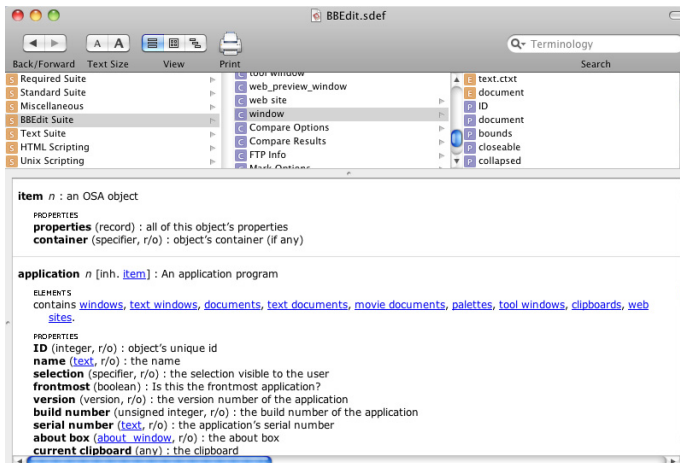 BBEdit.sdef
A A
Terminology
Back/Forward Text Size View Print Search
S Required Suite
S Standard Suite
S Miscellaneous
S BBEdit Suite
S Text Suite
S HTML Scripting
S Unix Scripting
C tool window
C web_preview_window
C web site
C window
C Compare Options
C Compare Results
C FTP Info
C Mark Options
E text.ctxt
E document
P ID
P document
P bounds
P closeable
P collapsed
item n : an OSA object
PROPERTIES
properties (record) : all of this object's properties
container (specifier, r/o) : object's container (if any)
application n [inh. item] : An application program
ELEMENTS
contains windows, text windows, documents, text documents, movie documents, palettes, tool windows, clipboards, web
sites.
PROPERTIES
ID (integer, r/o) : object's unique id
name (text, r/o) : the name
selection (specifier, r/o) : the selection visible to the user
frontmost (boolean) : Is this the frontmost application?
version (version, r/o) : the version number of the application
build number (unsigned integer, r/o) : the build number of the application
serial number (text, r/o) : the application's serial number
about box (about_window, r/o) : the about box
current clipboard (any) : the clipboard